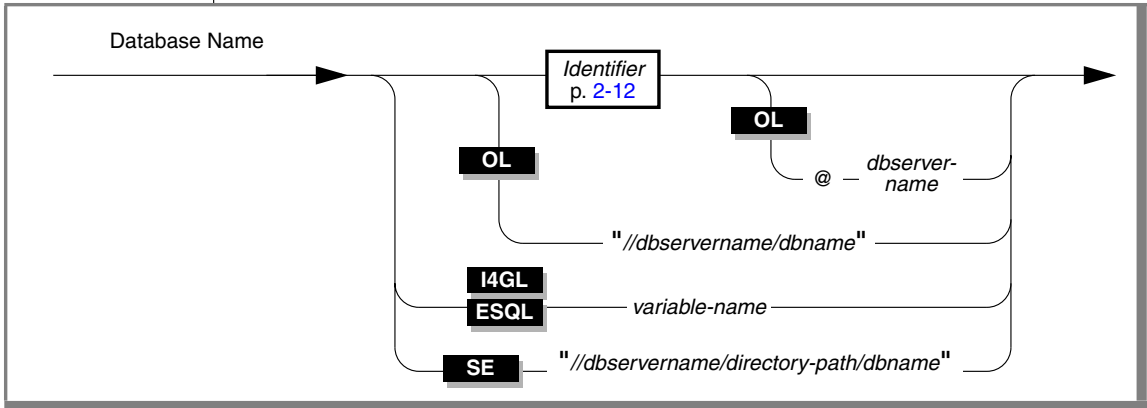 Database Name
Identifier
p. 2-12
OL
@
dbserver-
name
OL
"//dbservername/dbname"
I4GL
ESQL
variable-name
SE
"//dbservername/directory-path/dbname"